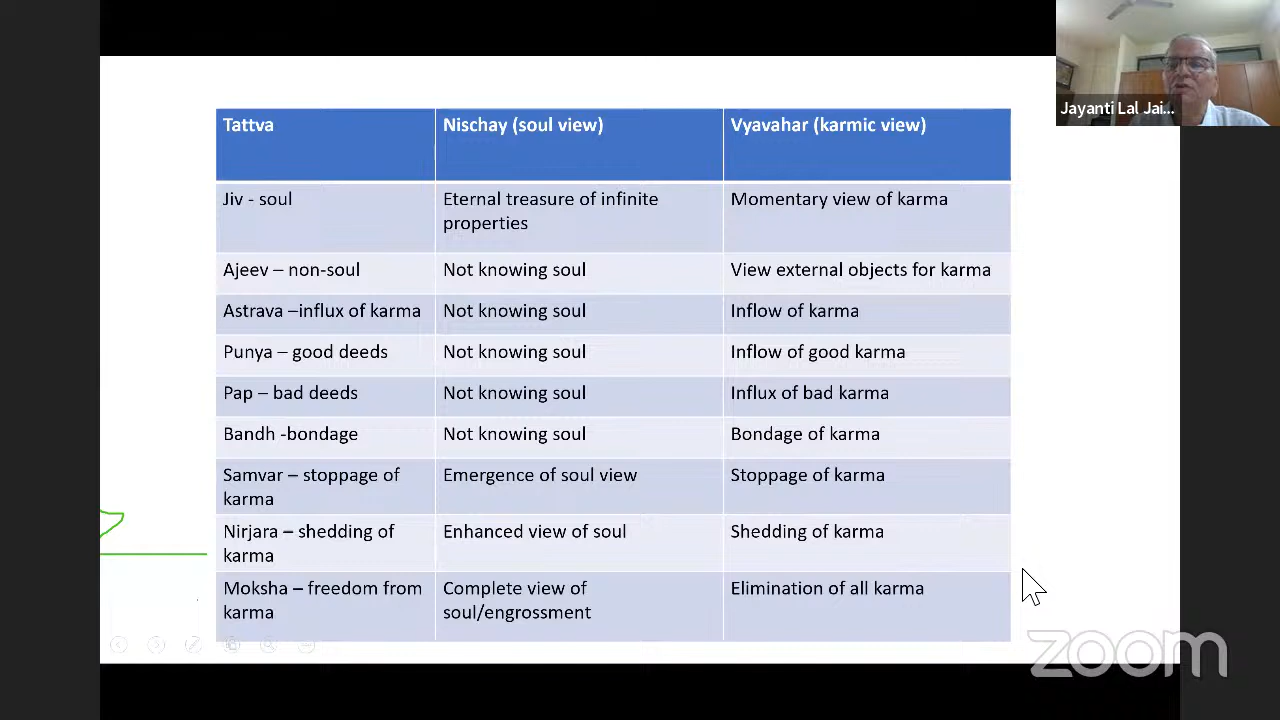 Jayanti Lal Jai...
Tattva Nischay (soul view) Vyavahar (karmic view)
Jiv - soul Eternal treasure of infinite Momentary view of karma
properties
Ajeev – non-soul Not knowing soul View external objects for karma
Astrava –influx of karma Not knowing soul Inflow of karma
Punya – good deeds Not knowing soul Inflow of good karma
Pap – bad deeds Not knowing soul Influx of bad karma
Bandh -bondage Not knowing soul Bondage of karma
Samvar – stoppage of Emergence of soul view Stoppage of karma
karma
Nirjara – shedding of Enhanced view of soul Shedding of karma
karma
Moksha – freedom from Complete view of Elimination of all karma
karma soul/engrossment
zoom